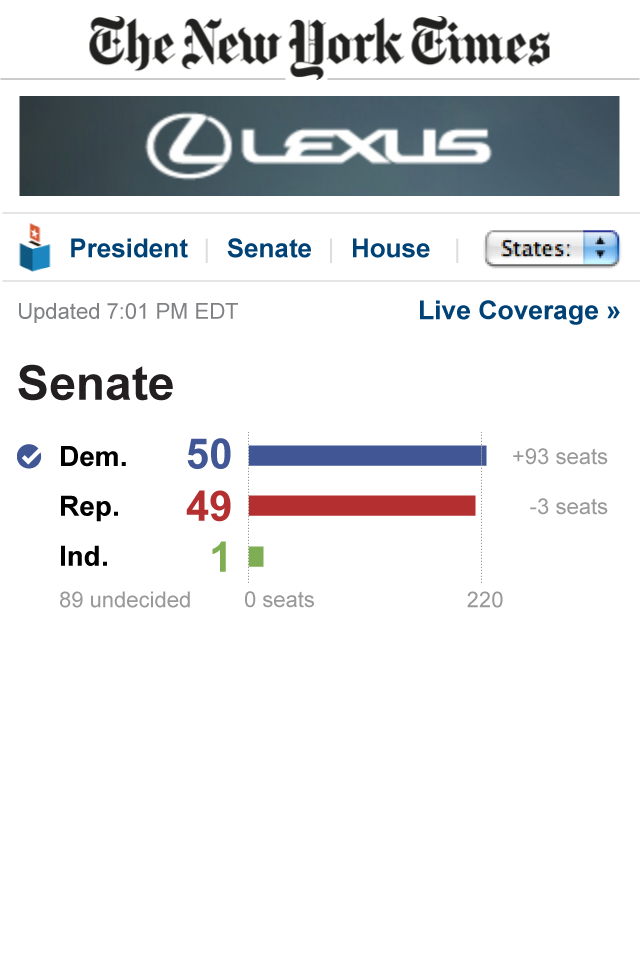 The New York Times
LEXUS
President | Senate | House | States:
Updated 7:01 PM EDT Live Coverage »
Senate
Dem. 50 +93 seats
Rep. 49 -3 seats
Ind. 1
89 undecided 0 seats 220